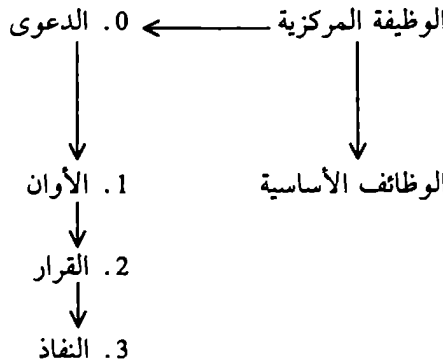 الوظيفة المركزية
0. الدعوى
الوظائف الأساسية
1. الأوان
2. القرار
3. النفاذ